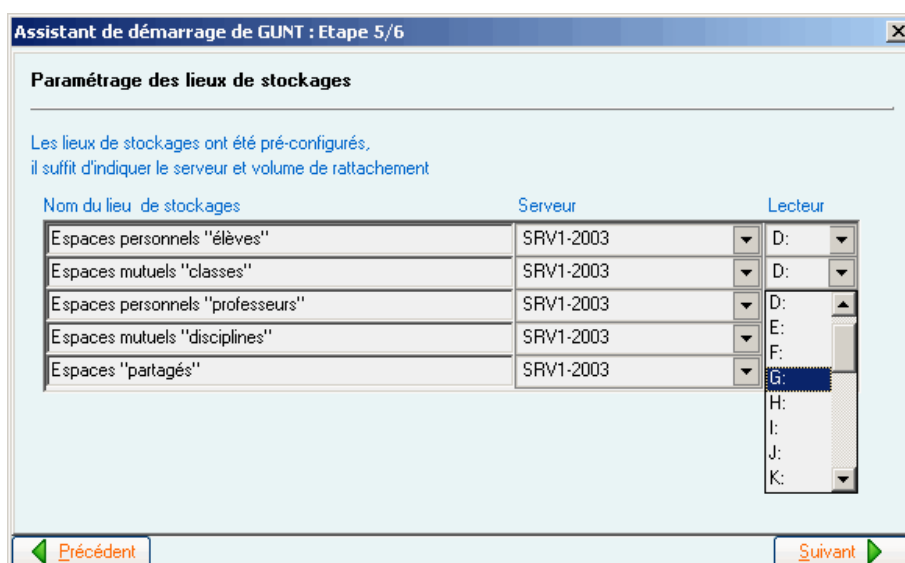 Assistant de démarrage de GUNT : Etape 5/6
Paramétrage des lieux de stockages
Les lieux de stockages ont été pré-configurés,
il suffit d'indiquer le serveur et volume de rattachement
Nom du lieu de stockages Serveur Lecteur
Espaces personnels "élèves" SRV1-2003 D:
Espaces mutuels "classes" SRV1-2003 D:
Espaces personnels "professeurs" SRV1-2003
Espaces mutuels "disciplines" SRV1-2003
Espaces "partagés" SRV1-2003
D:
E:
F:
G:
H:
I:
J:
K:
Précédent Suivant